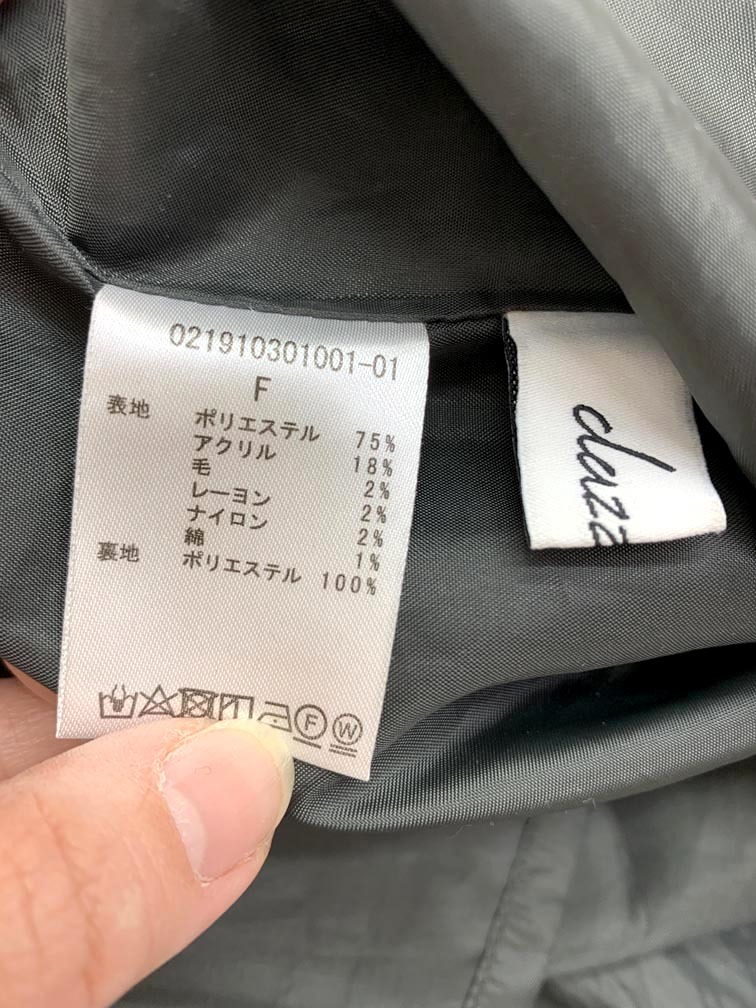 021910301001-01
F
表地 ポリエステル 75%
アクリル 18%
毛 2%
レーヨン 2%
ナイロン 2%
綿 1%
裏地 ポリエステル 100%
F W
dazz